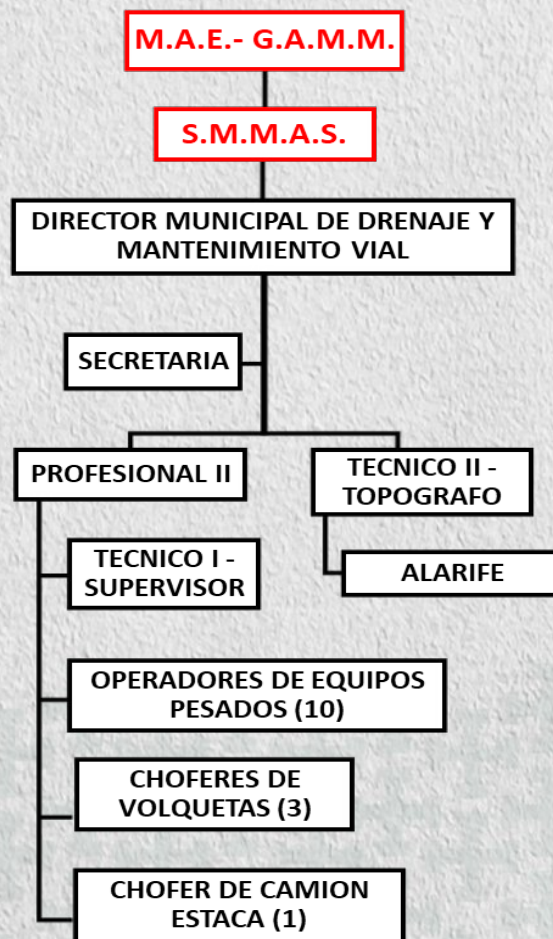 M.A.E.- G.A.M.M.
S.M.M.A.S.
DIRECTOR MUNICIPAL DE DRENAJE Y
MANTENIMIENTO VIAL
SECRETARIA
PROFESIONAL II
TECNICO II -
TOPOGRAFO
TECNICO I -
SUPERVISOR
ALARIFE
OPERADORES DE EQUIPOS
PESADOS (10)
CHOFERES DE
VOLQUETAS (3)
CHOFER DE CAMION
ESTACA (1)